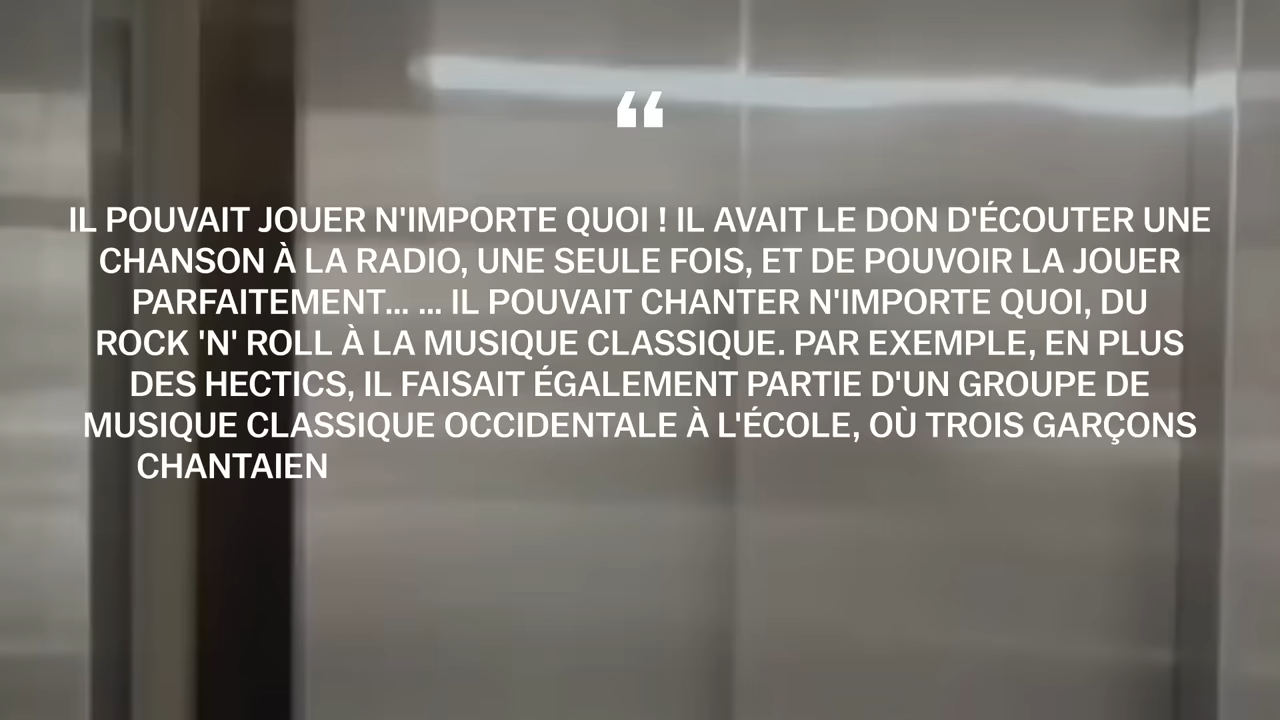 “
IL POUVAIT JOUER N'IMPORTE QUOI ! IL AVAIT LE DON D'ÉCOUTER UNE
CHANSON À LA RADIO, UNE SEULE FOIS, ET DE POUVOIR LA JOUER
PARFAITEMENT... ... IL POUVAIT CHANTER N'IMPORTE QUOI, DU
ROCK 'N' ROLL À LA MUSIQUE CLASSIQUE. PAR EXEMPLE, EN PLUS
DES HECTICS, IL FAISAIT ÉGALEMENT PARTIE D'UN GROUPE DE
MUSIQUE CLASSIQUE OCCIDENTALE À L'ÉCOLE, OÙ TROIS GARÇONS
CHANTAIEN